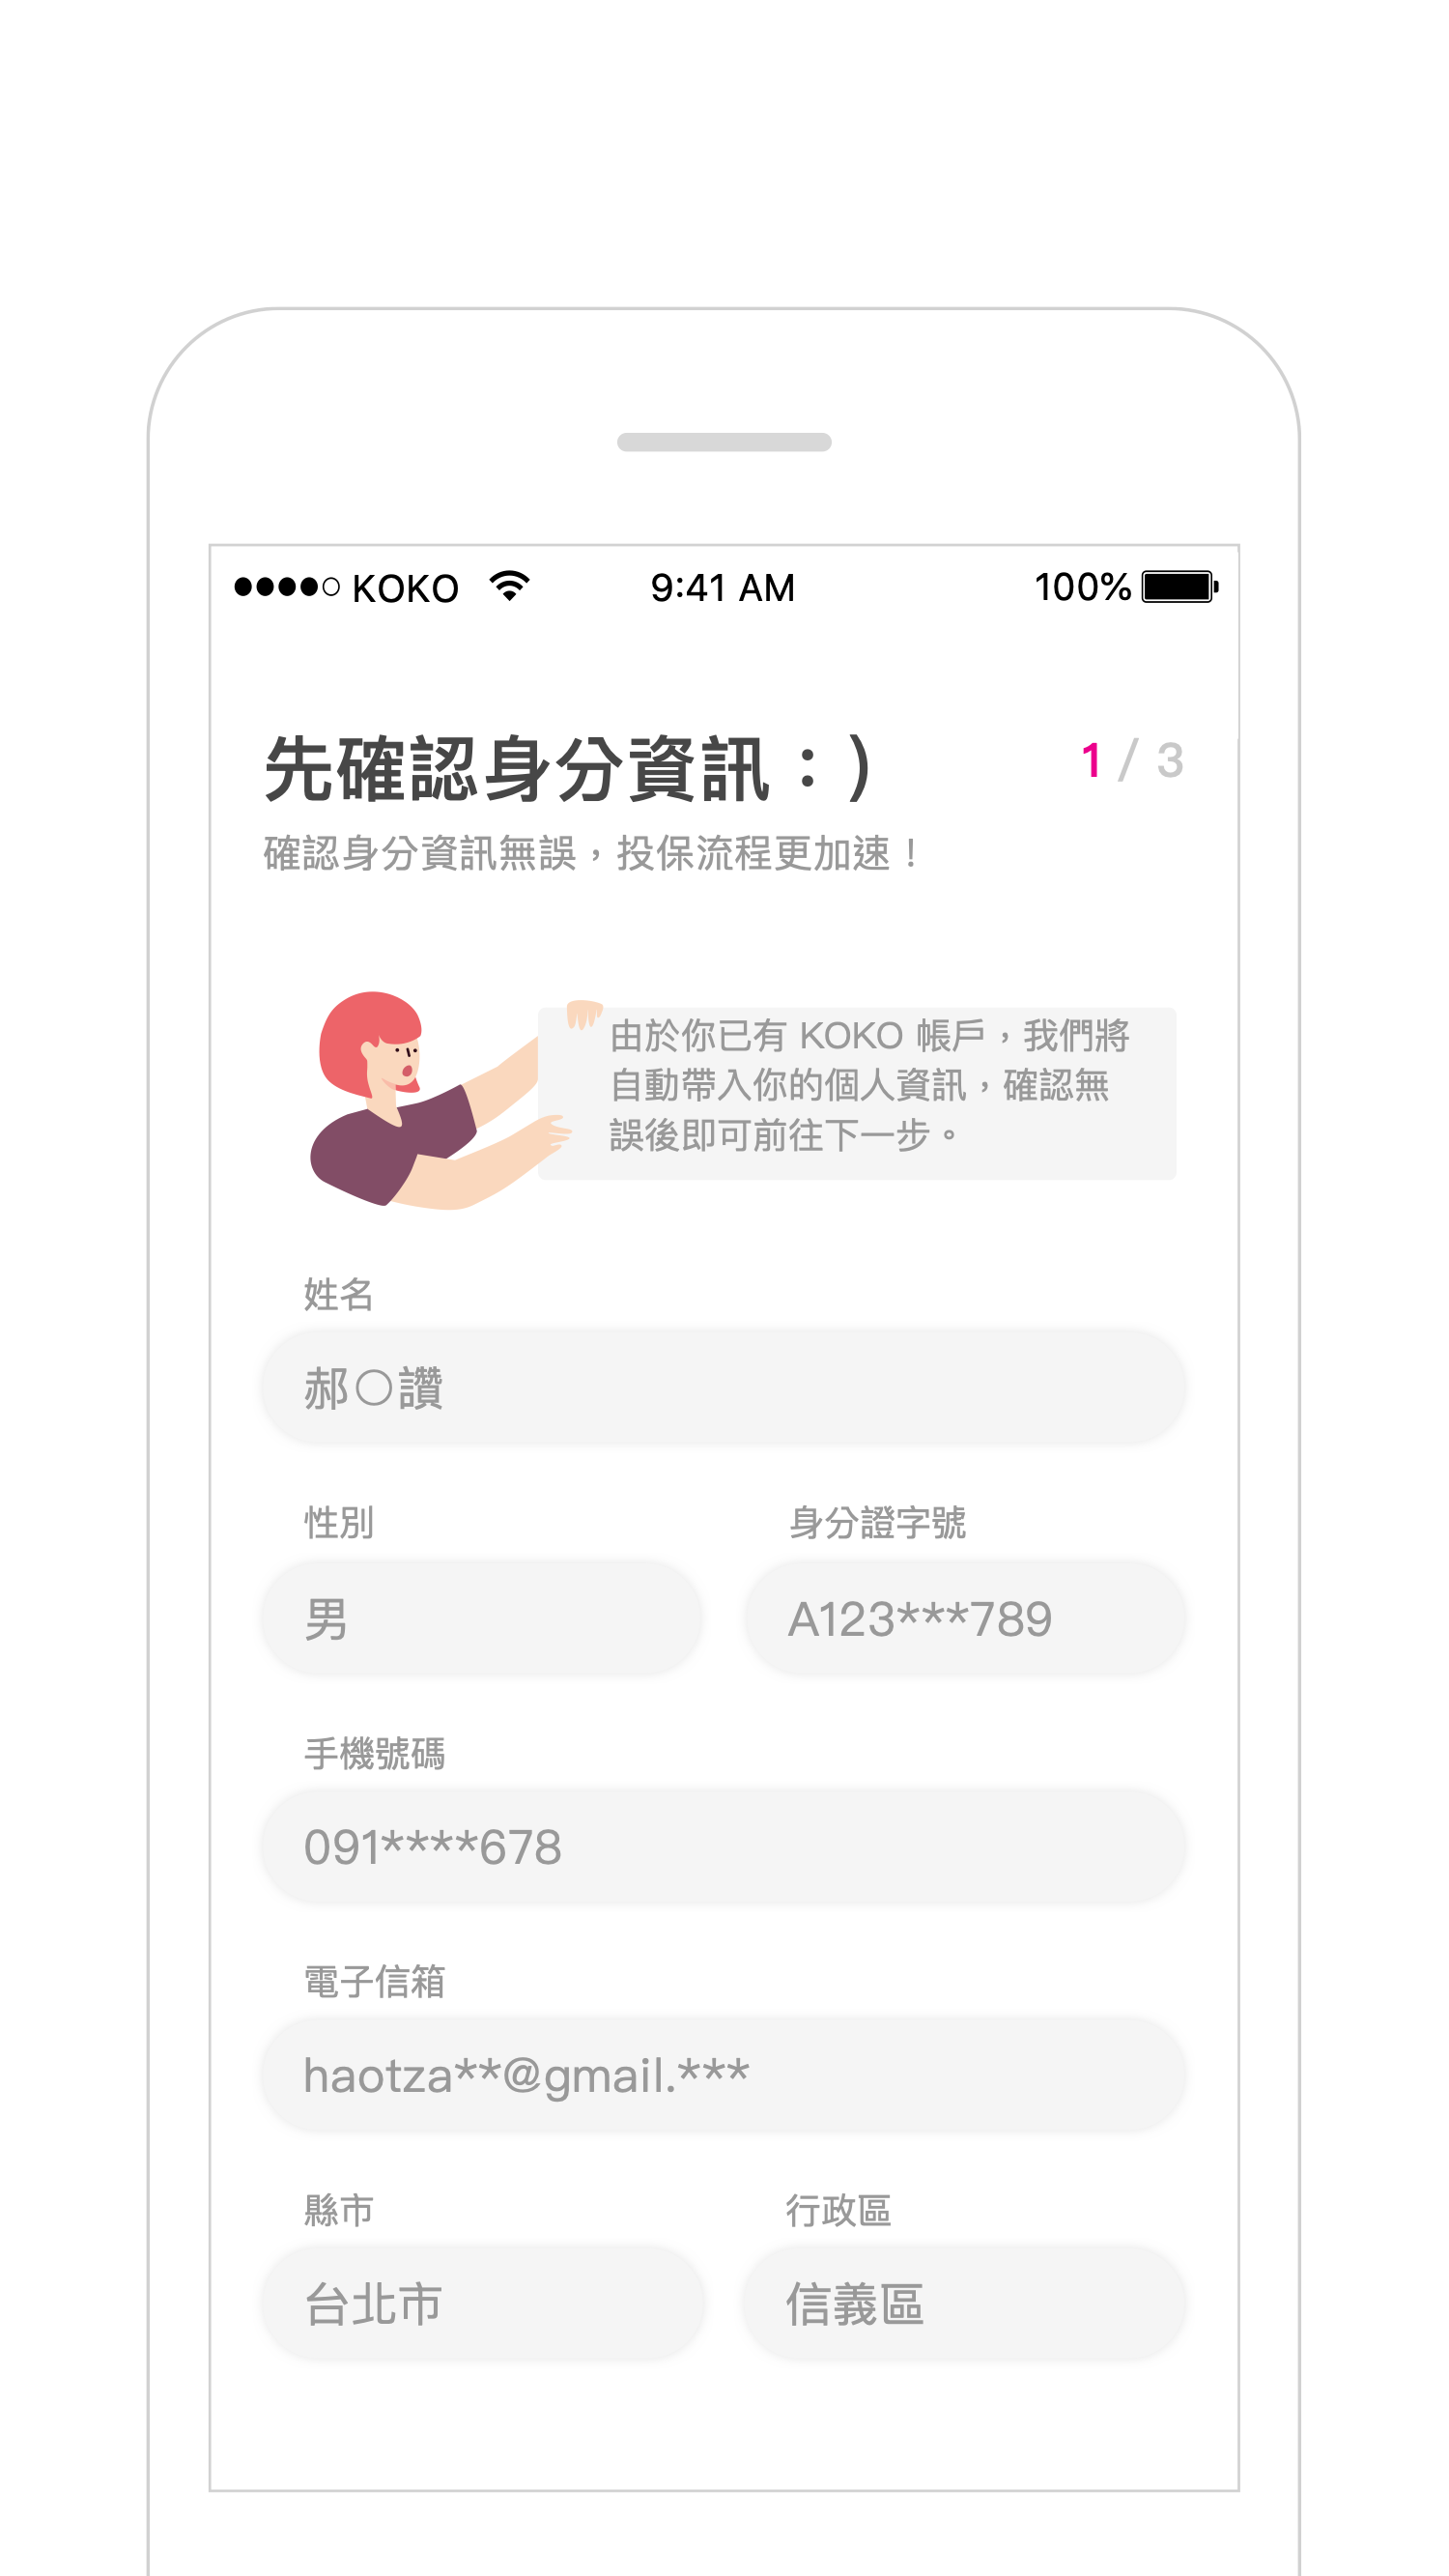 KOKO 9:41 AM 100%
先確認身分資訊：)
1 / 3
確認身分資訊無誤，投保流程更加速！
由於你已有 KOKO 帳戶，我們將
自動帶入你的個人資訊，確認無
誤後即可前往下一步。
姓名
郝○讚
性別 身分證字號
男 A123***789
手機號碼
091****678
電子信箱
haotza**@gmail.***
縣市 行政區
台北市 信義區